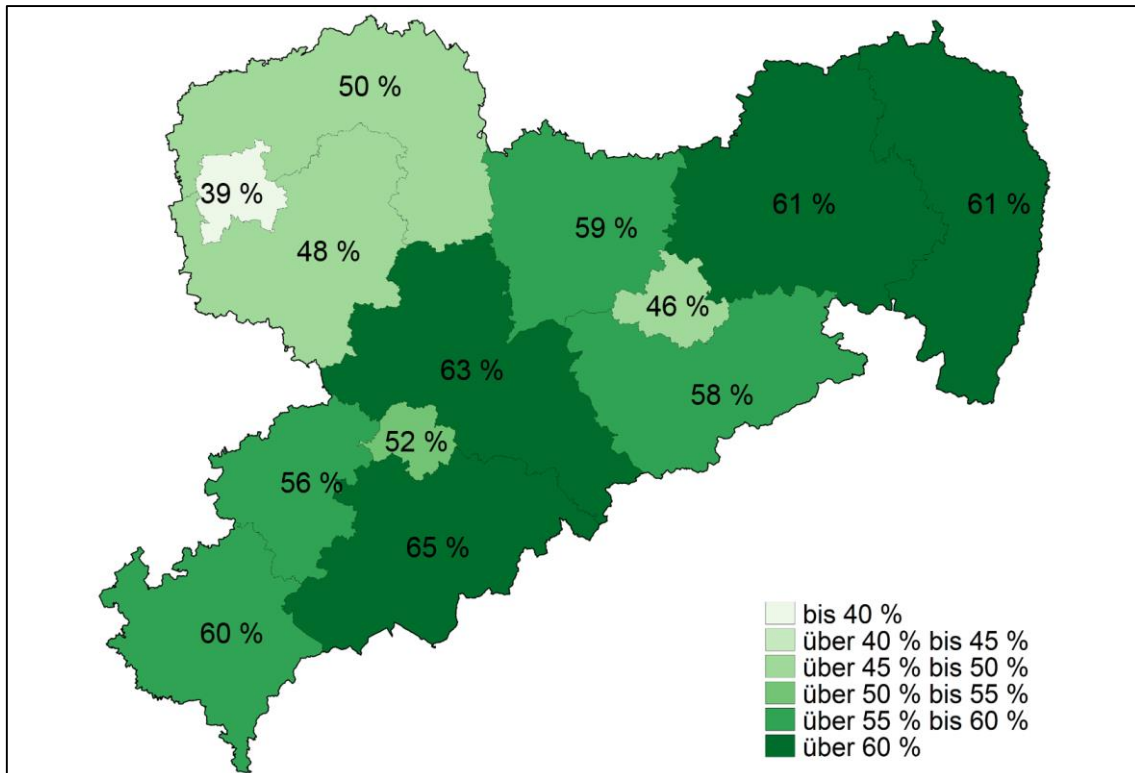 50 %
39 %
61 %
61 %
59 %
48 %
46 %
63 %
58 %
52 %
56 %
65 %
60 %
bis 40 %
über 40 % bis 45 %
über 45 % bis 50 %
über 50 % bis 55 %
über 55 % bis 60 %
über 60 %